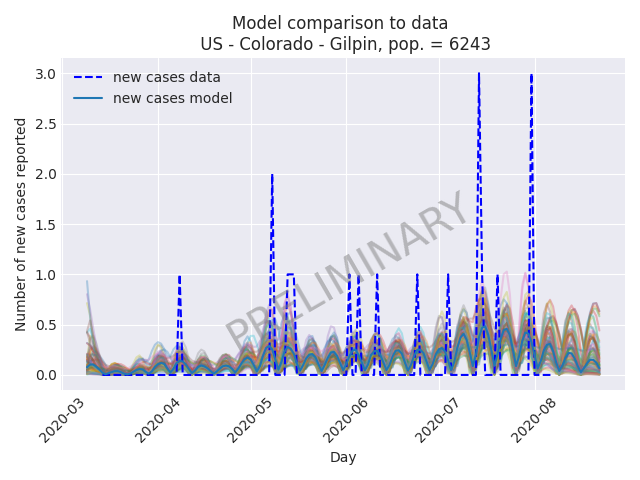 Model comparison to data
US - Colorado - Gilpin, pop. = 6243
new cases data
new cases model
Number of new cases reported
3.0
2.5
2.0
1.5
1.0
0.5
0.0
PRELIMINARY
2020-03
2020-04
2020-05
2020-06
2020-07
2020-08
Day